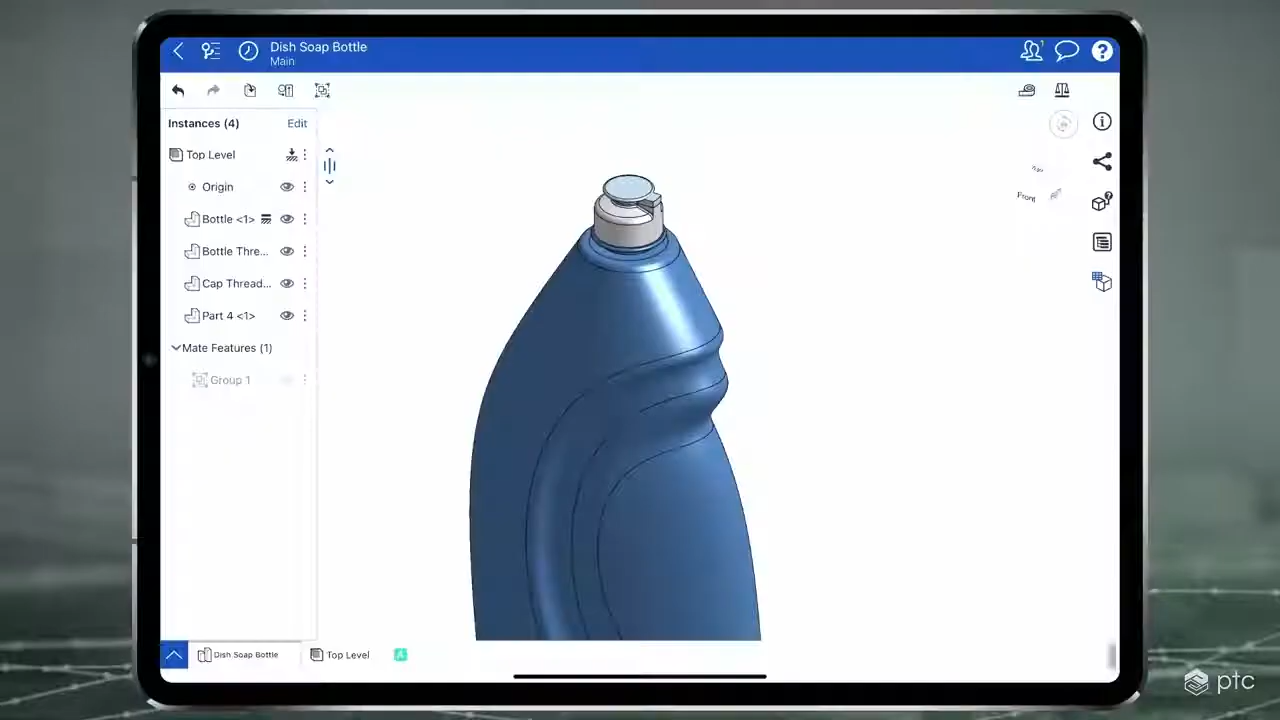 Dish Soap Bottle
Main
Instances (4)
Edit
Top Level
Origin
Bottle <1>
Bottle Thre...
Cap Thread...
Part 4 <1>
Mate Features (1)
Group 1
Front
Dish Soap Bottle
Top Level
ptc